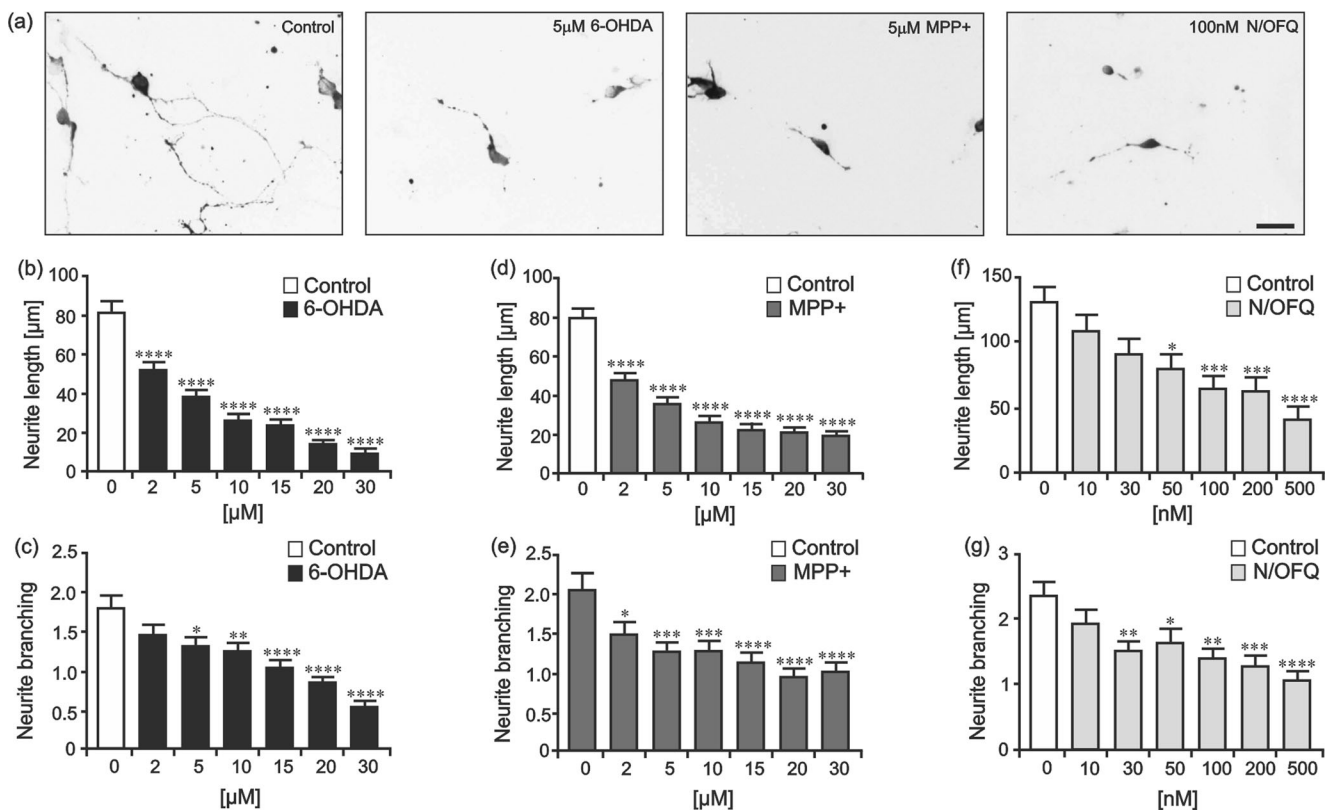 (a)
Control
5µM 6-OHDA
5µM MPP+
100nM N/OFQ
(b)
Neurite length [µm]
100
80
60
40
20
0
Control
6-OHDA
****
****
****
****
****
****
0 2 5 10 15 20 30
[µM]
(d)
Neurite length [µm]
100
80
60
40
20
0
Control
MPP+
****
****
****
****
****
****
0 2 5 10 15 20 30
[µM]
(f)
Neurite length [µm]
150
100
50
0
Control
N/OFQ
*
***
***
****
0 10 30 50 100 200 500
[nM]
(c)
Neurite branching
2.5
2.0
1.5
1.0
0.5
0
Control
6-OHDA
*
**
****
****
****
0 2 5 10 15 20 30
[µM]
(e)
Neurite branching
2.5
2.0
1.5
1.0
0.5
0
Control
MPP+
*
***
***
****
****
****
0 2 5 10 15 20 30
[µM]
(g)
Neurite branching
3
2
1
0
Control
N/OFQ
**
*
**
***
****
0 10 30 50 100 200 500
[nM]